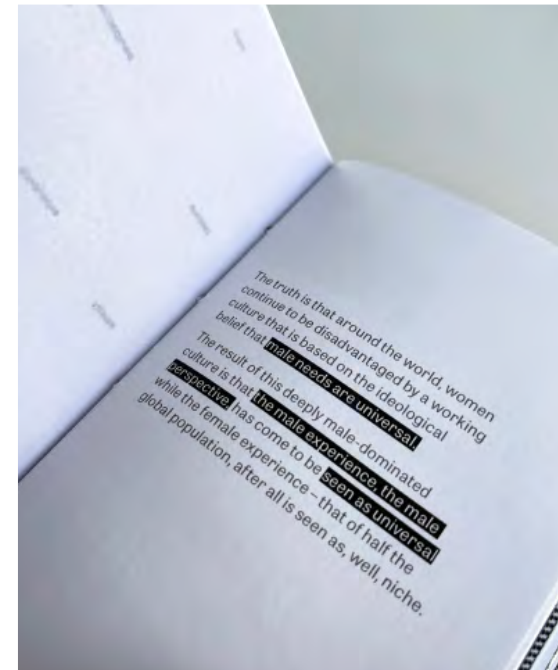 The truth is that around the world, women
continue to be disadvantaged by a working
culture that is based on the ideological
belief that male needs are universal.
The result of this deeply male-dominated
culture is that the male experience, the male
perspective, has come to be seen as universal
while the female experience – that of half the
global population, after all is seen as, well, niche.